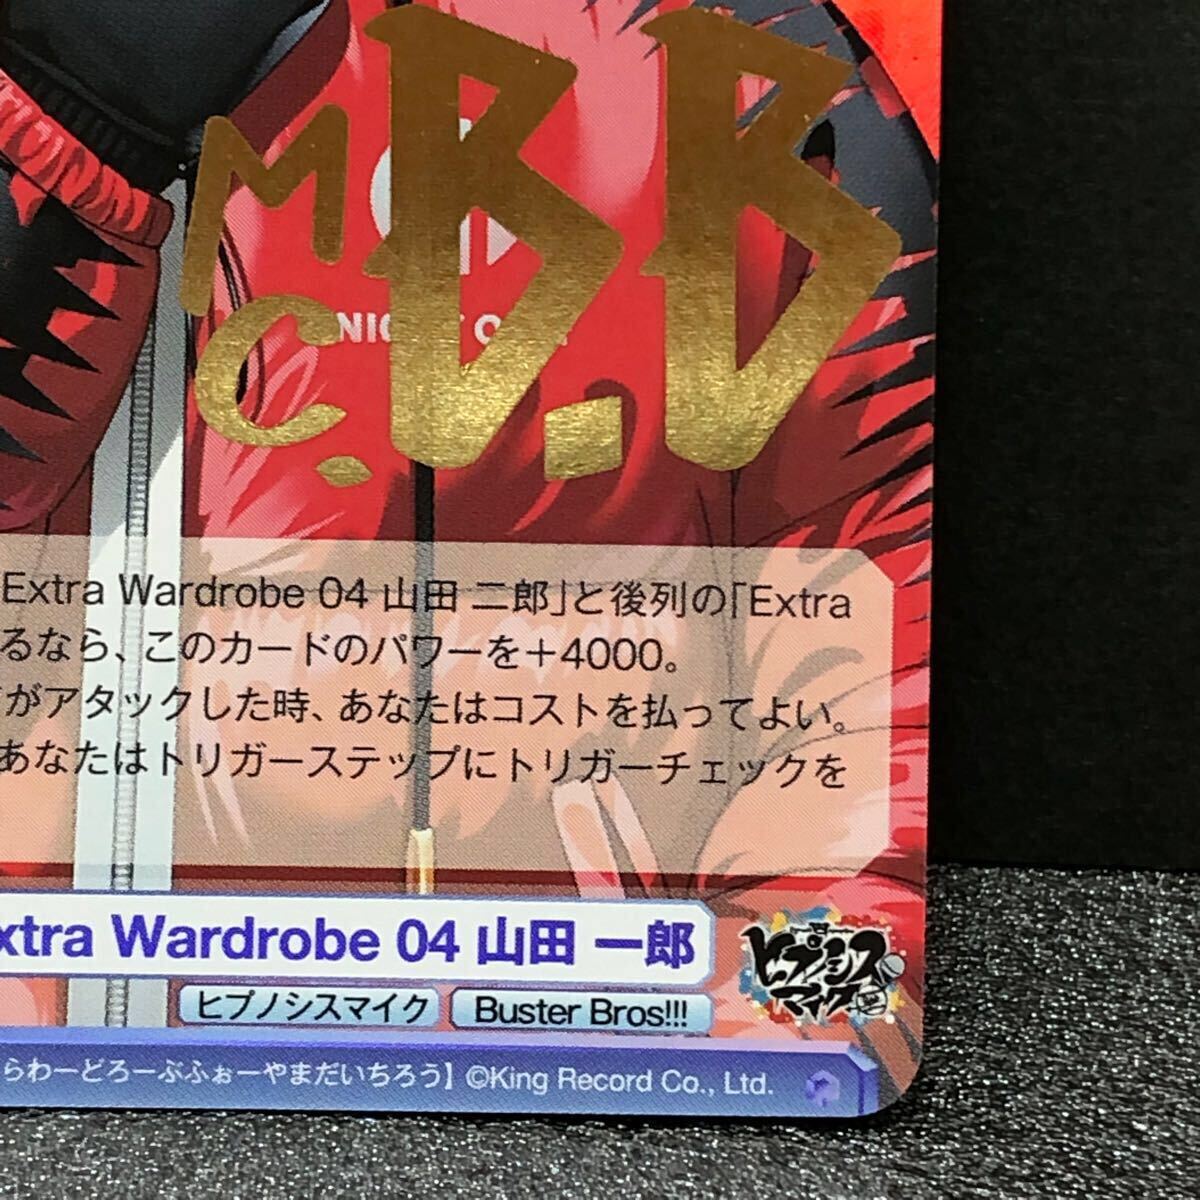 M.C. B.B
NIGHT O
Extra Wardrobe 04 山田 二郎」と後列の「Extra
るなら、このカードのパワーを＋4000。
がアタックした時、あなたはコストを払ってよい。
あなたはトリガーステップにトリガーチェックを
xtra Wardrobe 04 山田 一郎
ヒプノシスマイク
Buster Bros!!!
ヒプノシスマイク
らわーどろーぶふぉーやまだいちろう】 ©King Record Co., Ltd.